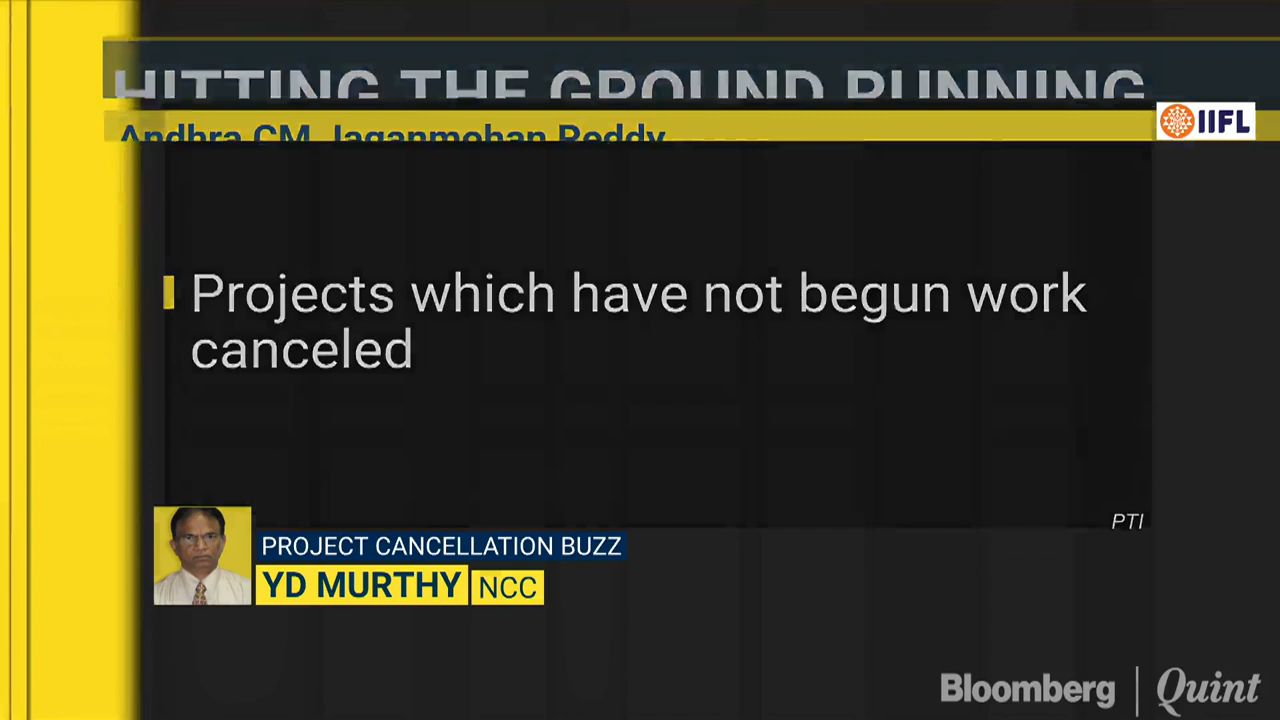 HITTING THE GROUND RUNNING
Andhra CM Jaganmohan Reddy
IIFL
Projects which have not begun work
canceled
PTI
PROJECT CANCELLATION BUZZ
YD MURTHY NCC
Bloomberg | Quint